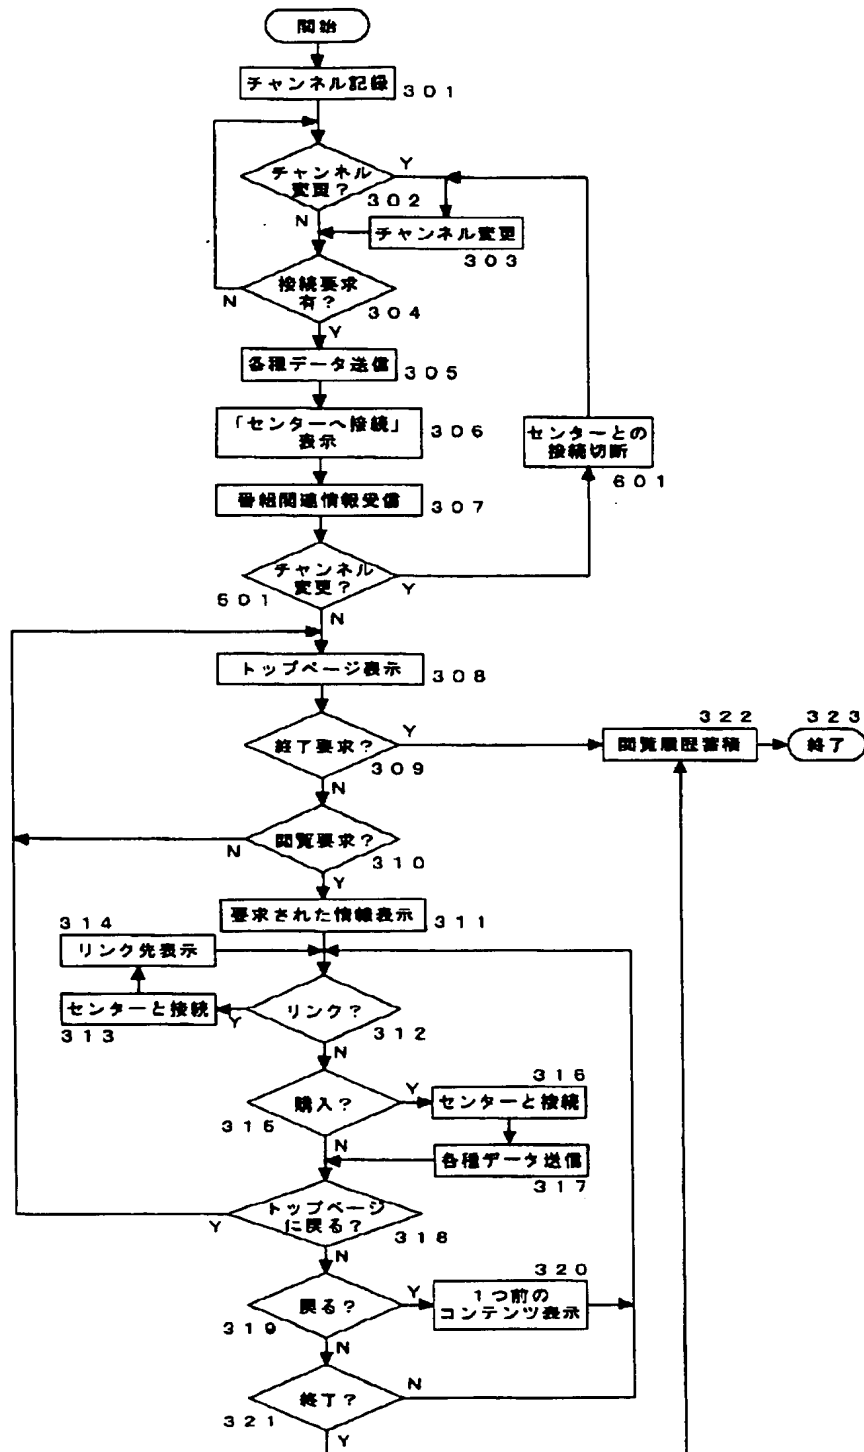 開始
チャンネル記録
301
チャンネル
変更?
Y
302
N
チャンネル変更
303
接続要求
有?
N
304
Y
各種データ送信
305
「センターへ接続」
表示
306
センターとの
接続切断
601
番組関連情報受信
307
チャンネル
変更?
601
Y
N
トップページ表示
308
終了要求?
Y
309
N
322
閲覧履歴蓄積
323
終了
閲覧要求?
N
310
Y
要求された情報表示
311
314
リンク先表示
リンク?
センターと接続
Y
313
312
N
購入?
Y
316
センターと接続
315
N
各種データ送信
317
トップページ
に戻る?
Y
318
N
320
戻る?
Y
1つ前の
コンテンツ表示
319
N
終了?
N
321
Y